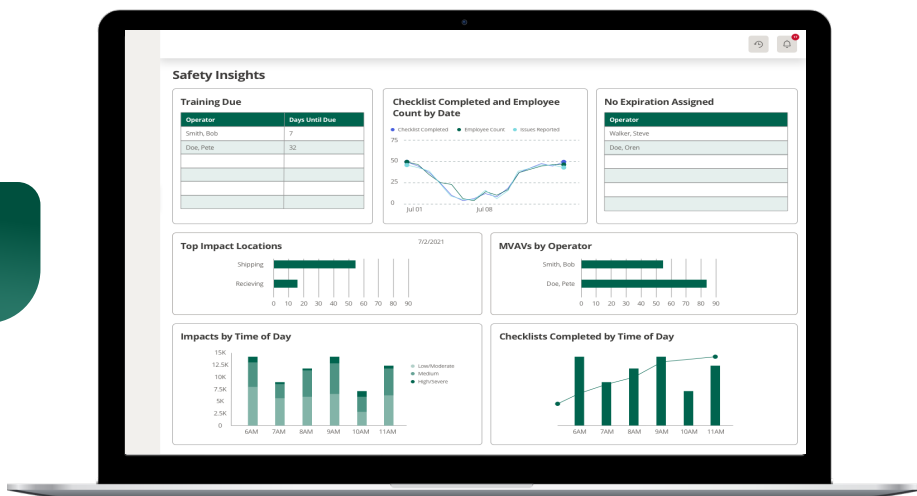 Safety Insights
Training Due
Operator Days Until Due
Smith, Bob 7
Doe, Pete 32
Checklist Completed and Employee
Count by Date
Checklist Completed Employee Count Issues Reported
75
50
25
0
Jul 01 Jul 08
No Expiration Assigned
Operator
Walker, Steve
Doe, Oren
Top Impact Locations 7/2/2021
Shipping
Recieving
0 10 20 30 40 50 60 70 80 90
MVAVs by Operator
Smith, Bob
Doe, Pete
0 10 20 30 40 50 60 70 80 90
Impacts by Time of Day
15K
12.5K
10K
7.5K
5K
2.5K
0
6AM 7AM 8AM 9AM 10AM 11AM
Low/Moderate
Medium
High/Severe
Checklists Completed by Time of Day
6AM 7AM 8AM 9AM 10AM 11AM